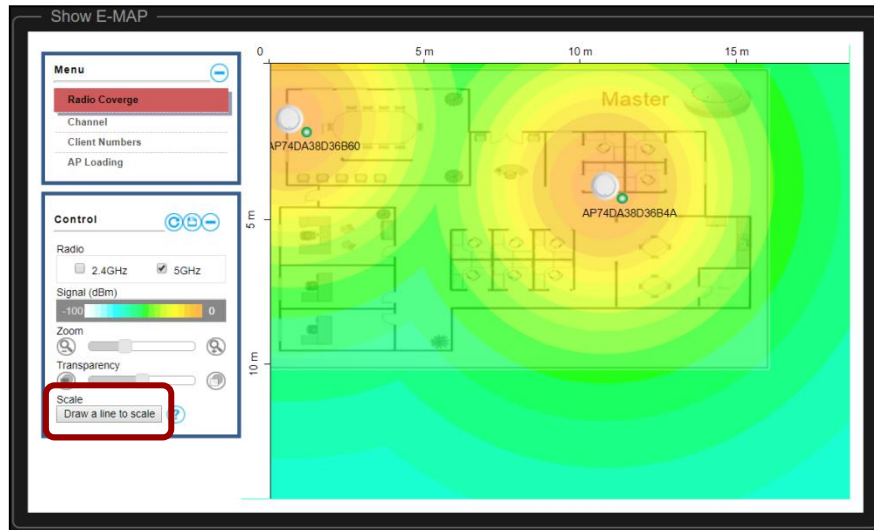 Show E-MAP
Menu
Radio Coverge
Channel
Client Numbers
AP Loading
Control
Radio
2.4GHz
5GHz
Signal (dBm)
-100
0
Zoom
Transparency
Scale
Draw a line to scale
?
0
5 m
10 m
15 m
5 m
10 m
Master
AP74DA38D36B60
AP74DA38D36B4A